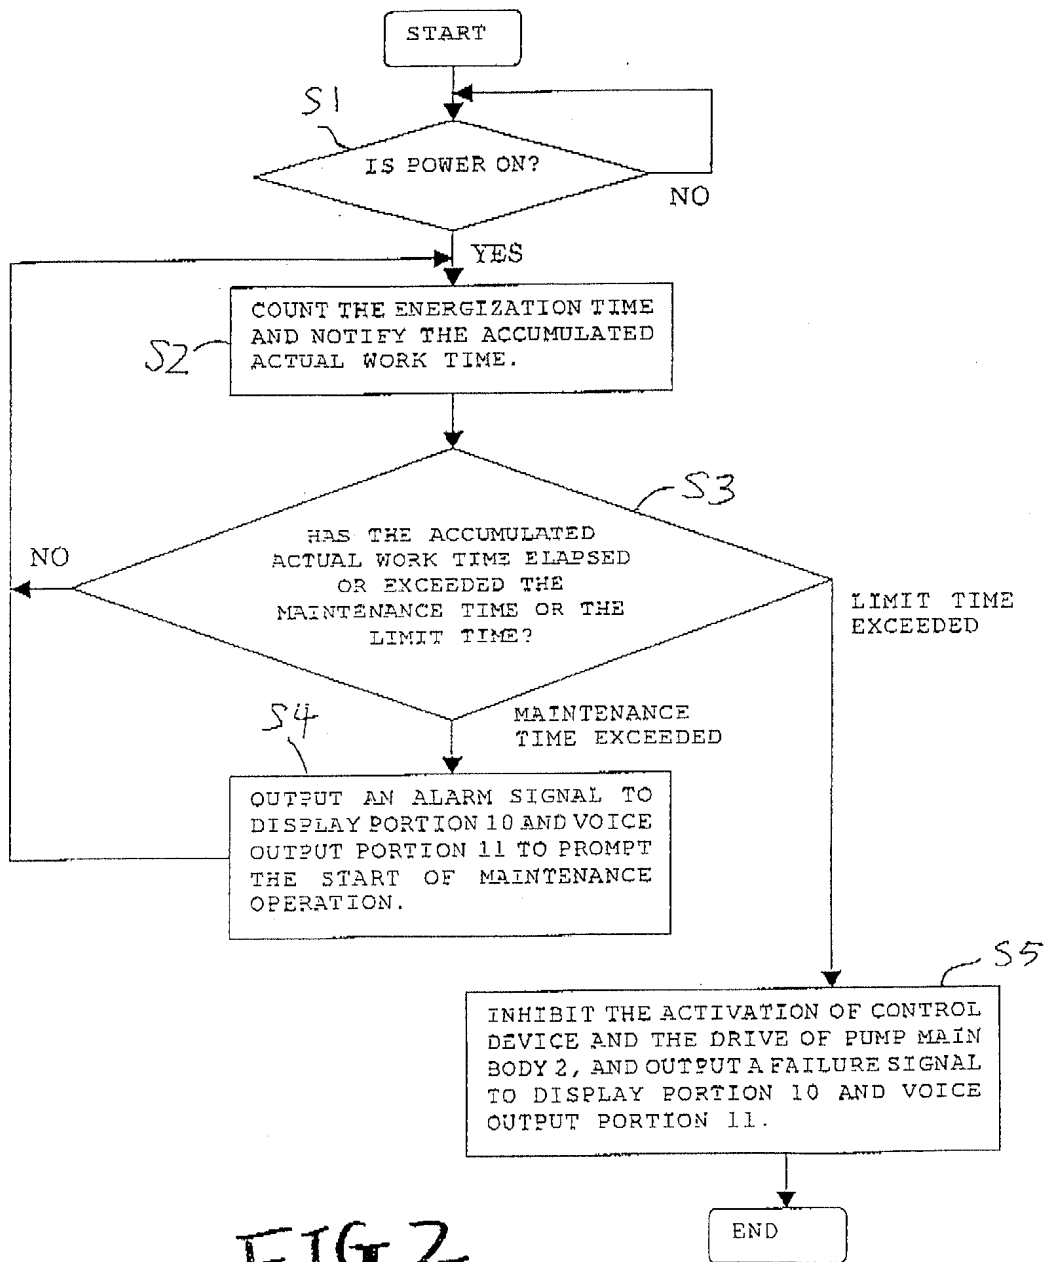 START
S1
IS POWER ON?
NO
YES
S2
COUNT THE ENERGIZATION TIME
AND NOTIFY THE ACCUMULATED
ACTUAL WORK TIME.
S3
HAS THE ACCUMULATED
ACTUAL WORK TIME ELAPSED
OR EXCEEDED THE
MAINTENANCE TIME OR THE
LIMIT TIME?
NO
LIMIT TIME
EXCEEDED
MAINTENANCE
TIME EXCEEDED
S4
OUTPUT AN ALARM SIGNAL TO
DISPLAY PORTION 10 AND VOICE
OUTPUT PORTION 11 TO PROMPT
THE START OF MAINTENANCE
OPERATION.
S5
INHIBIT THE ACTIVATION OF CONTROL
DEVICE AND THE DRIVE OF PUMP MAIN
BODY 2, AND OUTPUT A FAILURE SIGNAL
TO DISPLAY PORTION 10 AND VOICE
OUTPUT PORTION 11.
END
FIG 2